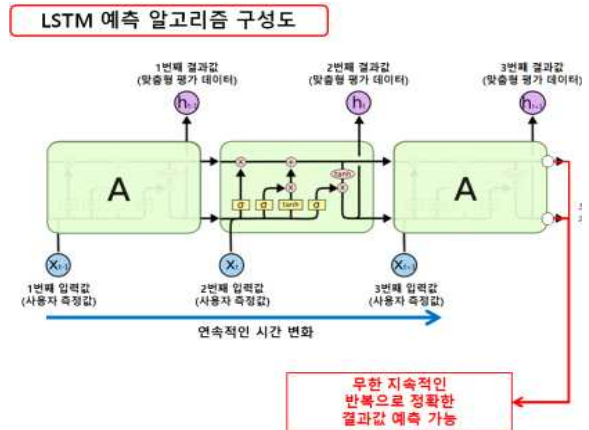 LSTM 예측 알고리즘 구성도
1번째 결과값
(맞춤형 평가 데이터)
2번째 결과값
(맞춤형 평가 데이터)
3번째 결과값
(맞춤형 평가 데이터)
h t-1
h t
h t+1
A
tanh
σ σ tanh σ
A
X t-1
X t
X t+1
1번째 입력값
(사용자 측정값)
2번째 입력값
(사용자 측정값)
3번째 입력값
(사용자 측정값)
연속적인 시간 변화
무한 지속적인
반복으로 정확한
결과값 예측 가능